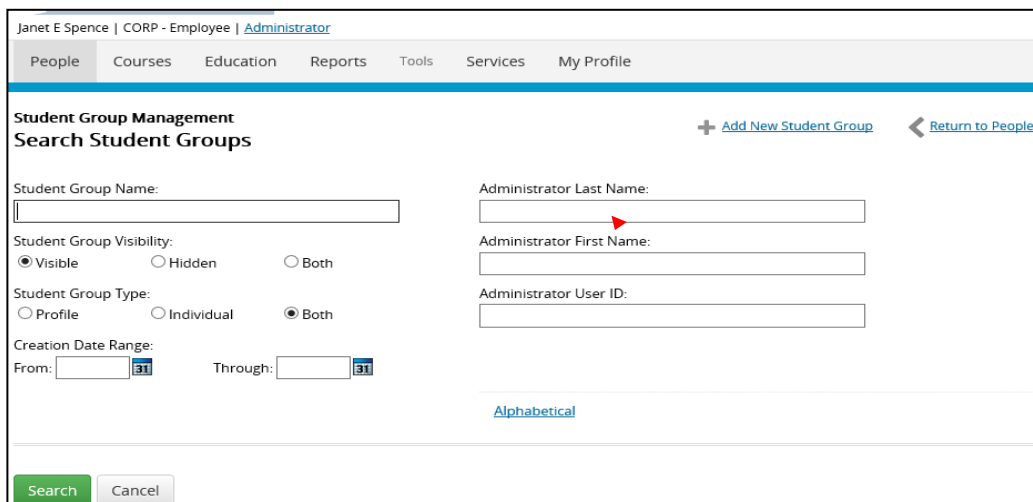 Janet E Spence | CORP - Employee | Administrator
People Courses Education Reports Tools Services My Profile
Student Group Management
Search Student Groups
Add New Student Group Return to People
Student Group Name: Administrator Last Name:
Student Group Visibility: Administrator First Name:
Visible Hidden Both
Student Group Type: Administrator User ID:
Profile Individual Both
Creation Date Range:
From: 31 Through: 31
Alphabetical
Search Cancel